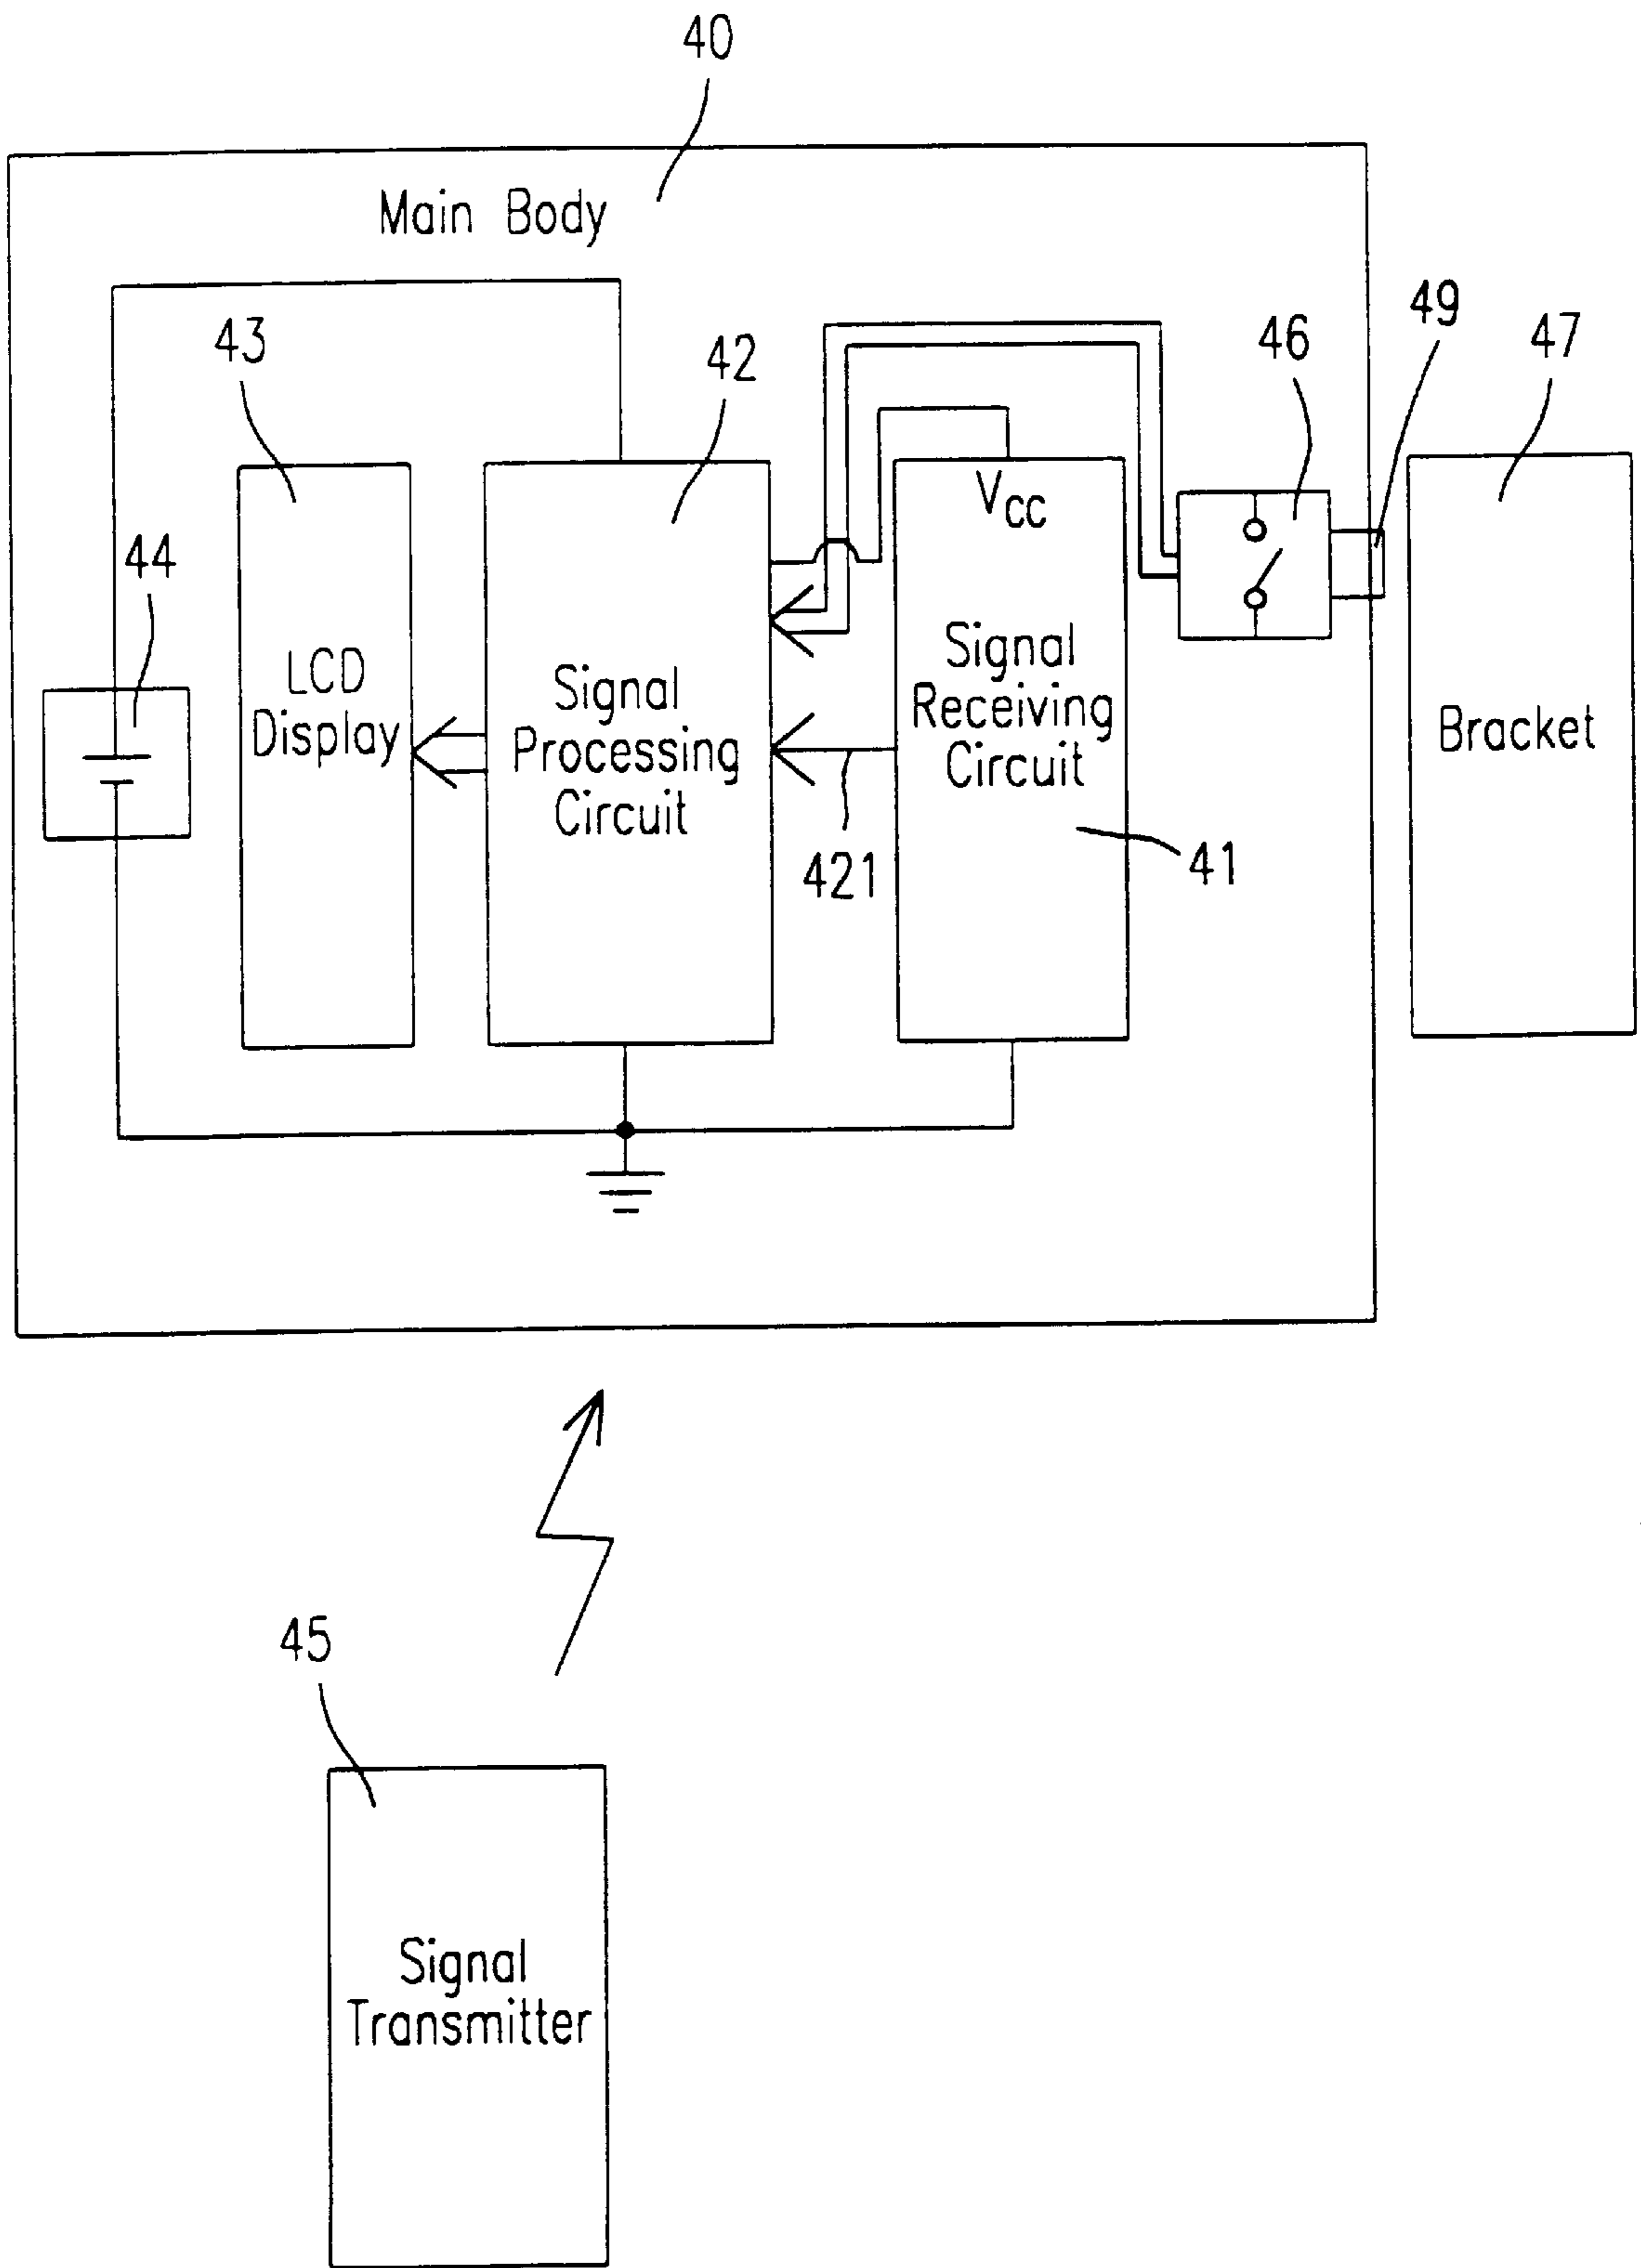 40
Main Body
43
42
46
49
47
44
Vcc
LCD
Display
Signal
Processing
Circuit
Signal
Receiving
Circuit
Bracket
421
41
45
Signal
Transmitter